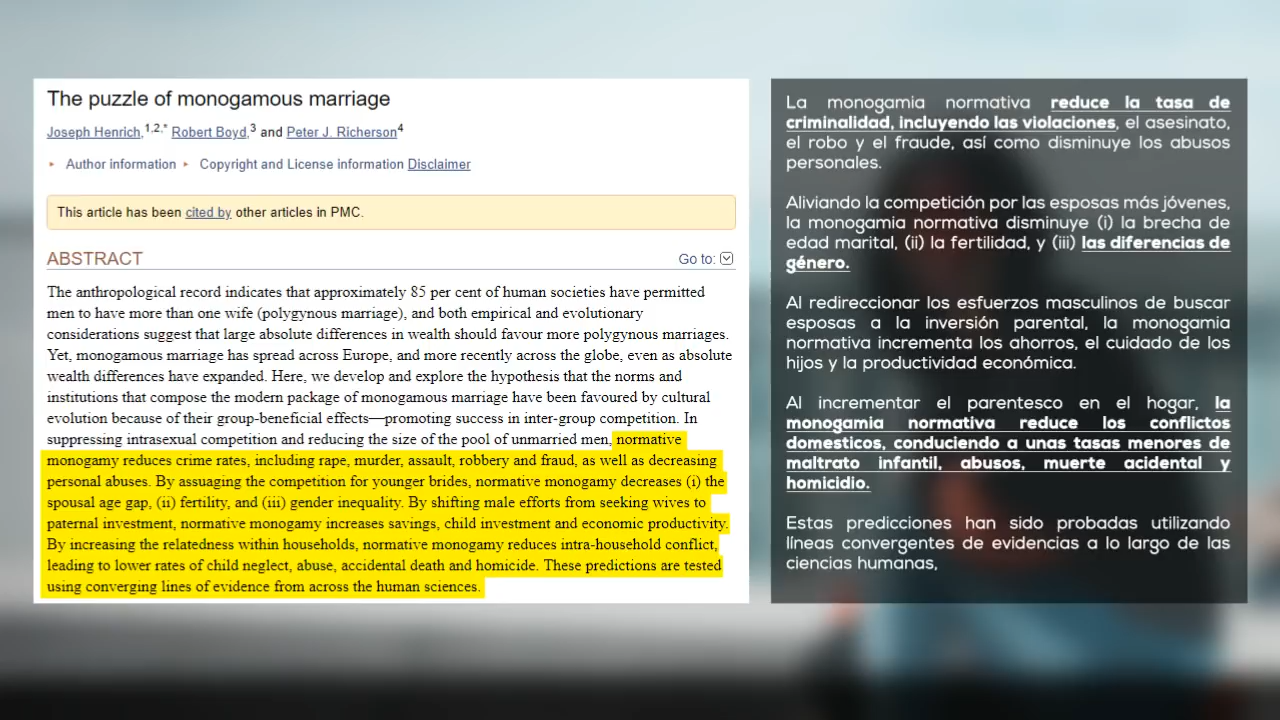 The puzzle of monogamous marriage
Joseph Henrich,1,2,* Robert Boyd,3 and Peter J. Richerson4
▸ Author information ▸ Copyright and License information Disclaimer
This article has been cited by other articles in PMC.
ABSTRACT
Go to:
The anthropological record indicates that approximately 85 per cent of human societies have permitted
men to have more than one wife (polygynous marriage), and both empirical and evolutionary
considerations suggest that large absolute differences in wealth should favour more polygynous marriages.
Yet, monogamous marriage has spread across Europe, and more recently across the globe, even as absolute
wealth differences have expanded. Here, we develop and explore the hypothesis that the norms and
institutions that compose the modern package of monogamous marriage have been favoured by cultural
evolution because of their group-beneficial effects—promoting success in inter-group competition. In
suppressing intrasexual competition and reducing the size of the pool of unmarried men, normative
monogamy reduces crime rates, including rape, murder, assault, robbery and fraud, as well as decreasing
personal abuses. By assuaging the competition for younger brides, normative monogamy decreases (i) the
spousal age gap, (ii) fertility, and (iii) gender inequality. By shifting male efforts from seeking wives to
paternal investment, normative monogamy increases savings, child investment and economic productivity.
By increasing the relatedness within households, normative monogamy reduces intra-household conflict,
leading to lower rates of child neglect, abuse, accidental death and homicide. These predictions are tested
using converging lines of evidence from across the human sciences.
La monogamia normativa reduce la tasa de
criminalidad, incluyendo las violaciones, el asesinato,
el robo y el fraude, así como disminuye los abusos
personales.
Aliviando la competición por las esposas más jóvenes,
la monogamia normativa disminuye (i) la brecha de
edad marital, (ii) la fertilidad, y (iii) las diferencias de
género.
Al redireccionar los esfuerzos masculinos de buscar
esposas a la inversión parental, la monogamia
normativa incrementa los ahorros, el cuidado de los
hijos y la productividad económica.
Al incrementar el parentesco en el hogar, la
monogamia normativa reduce los conflictos
domesticos, conduciendo a unas tasas menores de
maltrato infantil, abusos, muerte acidental y
homicidio.
Estas predicciones han sido probadas utilizando
líneas convergentes de evidencias a lo largo de las
ciencias humanas,